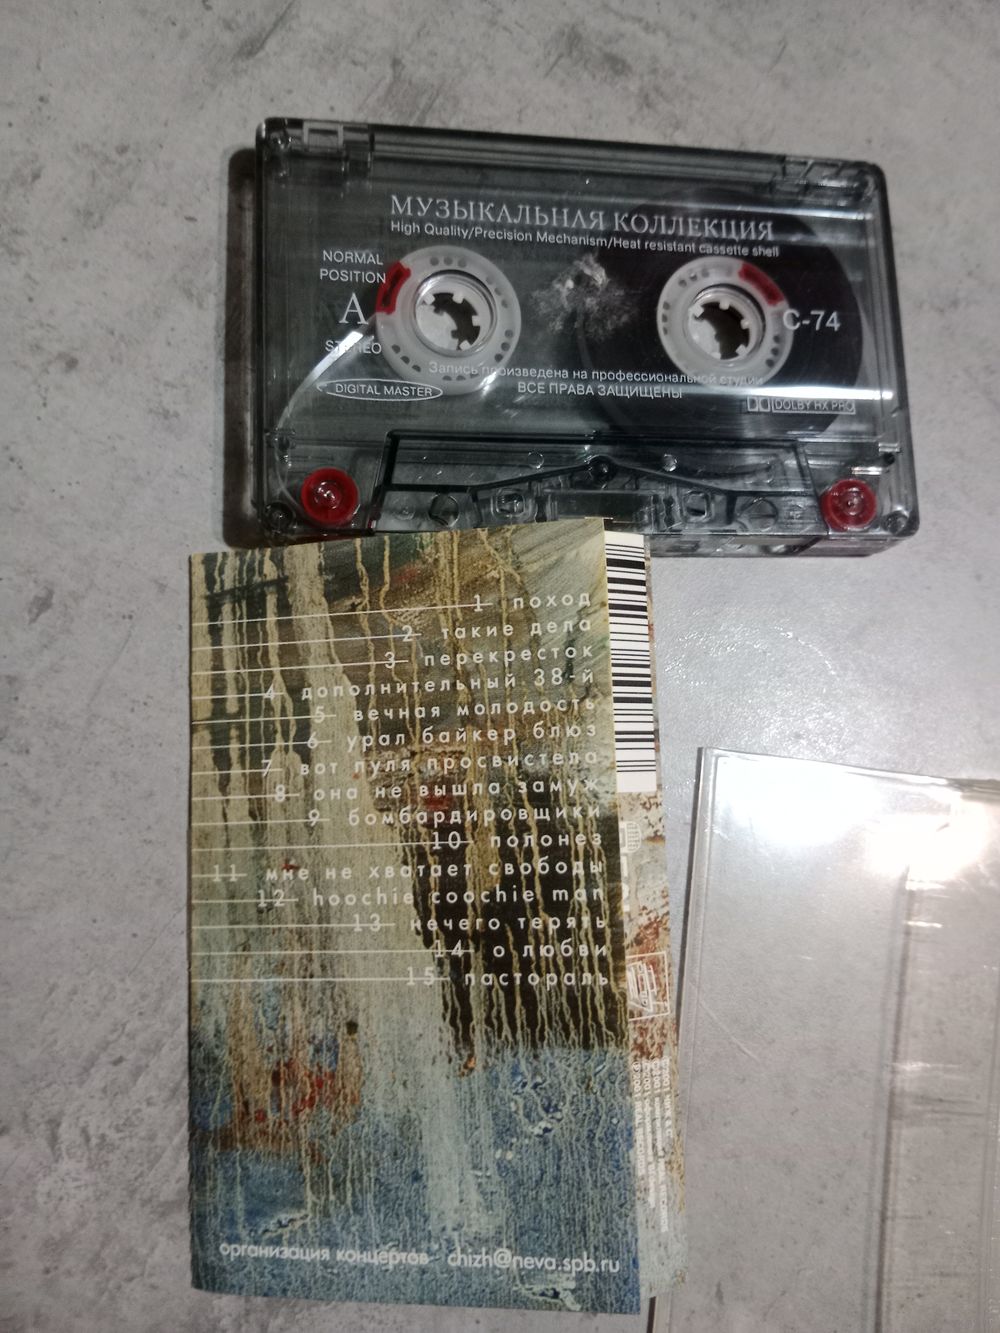 МУЗЫКАЛЬНАЯ КОЛЛЕКЦИЯ
High Quality/Precision Mechanism/Heat resistant cassette shell
NORMAL
POSITION
A
STEREO
DIGITAL MASTER
C-74
Запись произведена на профессиональной студии
ВСЕ ПРАВА ЗАЩИЩЕНЫ
DOLBY HX PRO
1 поход
2 такие дела
3 перекресток
4 дополнительный 38-й
5 вечная молодость
6 урал байкер блюз
7 вот пуля просвистела
8 она не вышла замуж
9 бомбардировщики
10 полонез
11 мне не хватает свободы
12 hoochie coochie man
13 нечего терять
14 о любви
15 пастораль
организация концертов chizh@neva.spb.ru